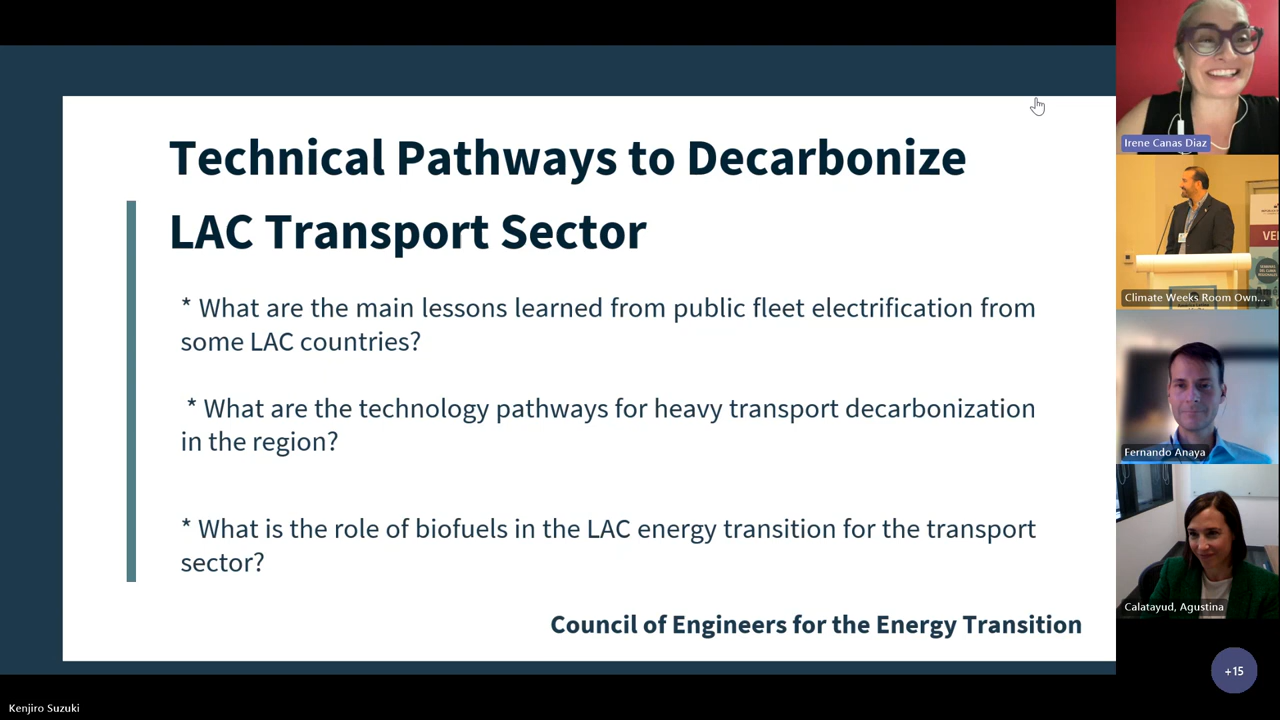 Technical Pathways to Decarbonize
LAC Transport Sector
* What are the main lessons learned from public fleet electrification from
some LAC countries?
* What are the technology pathways for heavy transport decarbonization
in the region?
* What is the role of biofuels in the LAC energy transition for the transport
sector?
Council of Engineers for the Energy Transition
Irene Canas Diaz
Climate Weeks Room Own...
Fernando Anaya
Calatayud, Agustina
+15
Kenjiro Suzuki